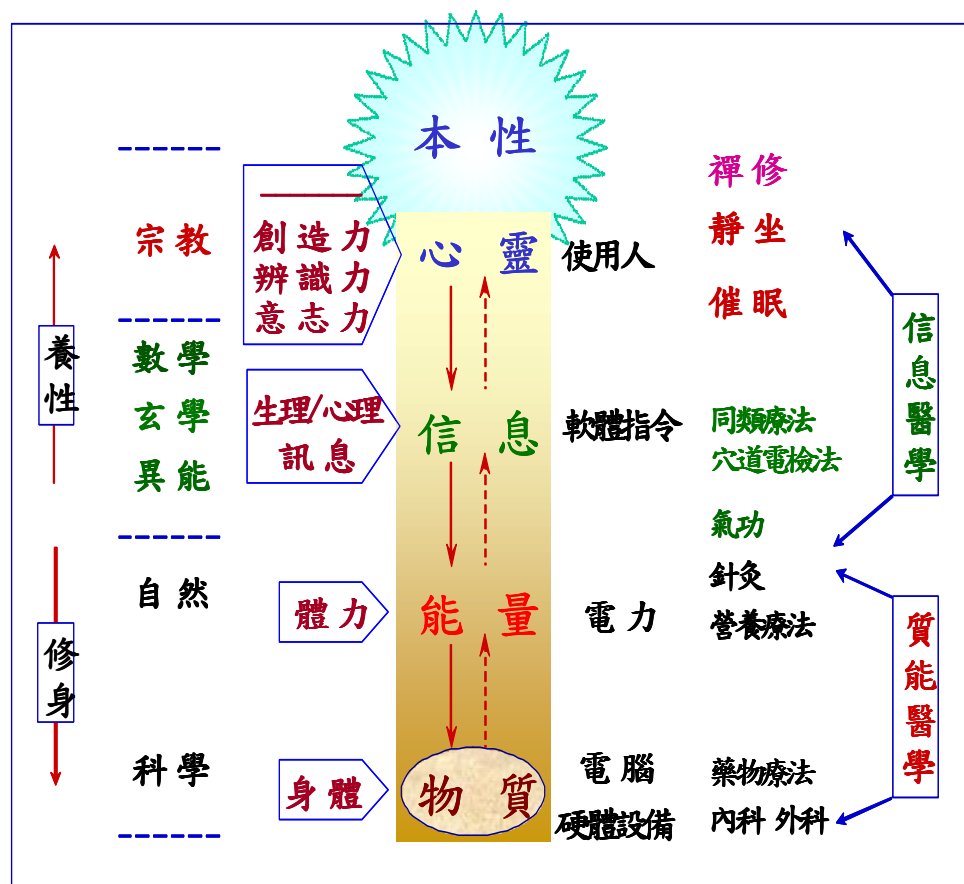 本性
養性
修身
宗教
數學
玄學
異能
自然
科學
創造力
辨識力
意志力
生理/心理
訊息
體力
身體
心靈
信息
能量
物質
使用人
軟體指令
電力
電腦
硬體設備
禪修
靜坐
催眠
同類療法
穴道電檢法
氣功
針灸
營養療法
藥物療法
內科 外科
信息醫學
質能醫學